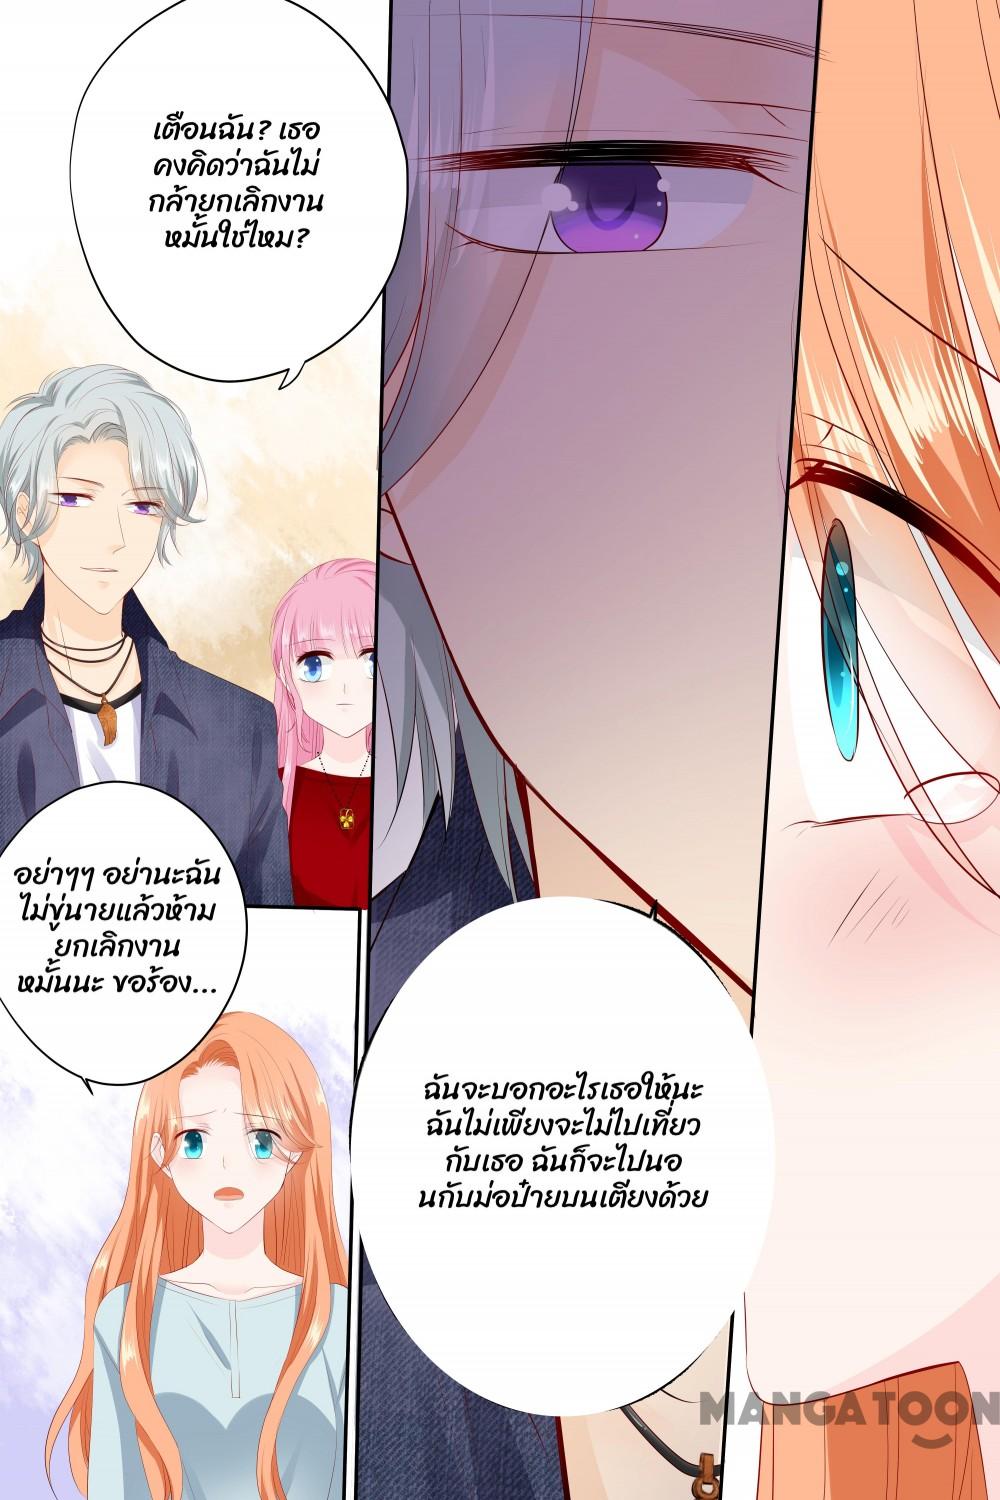 เตือนฉัน? เธอ
คงคิดว่าฉันไม่
กล้ายกเลิกงาน
หมั้นใช่ไหม?
อย่าๆๆ อย่านะฉัน
ไม่ขู่นายแล้วห้าม
ยกเลิกงาน
หมั้นนะ ขอร้อง...
ฉันจะบอกอะไรเธอให้นะ
ฉันไม่เพียงจะไม่ไปเที่ยว
กับเธอ ฉันก็จะไปนอ
นกับม่อป๋ายบนเตียงด้วย
MANGATOON